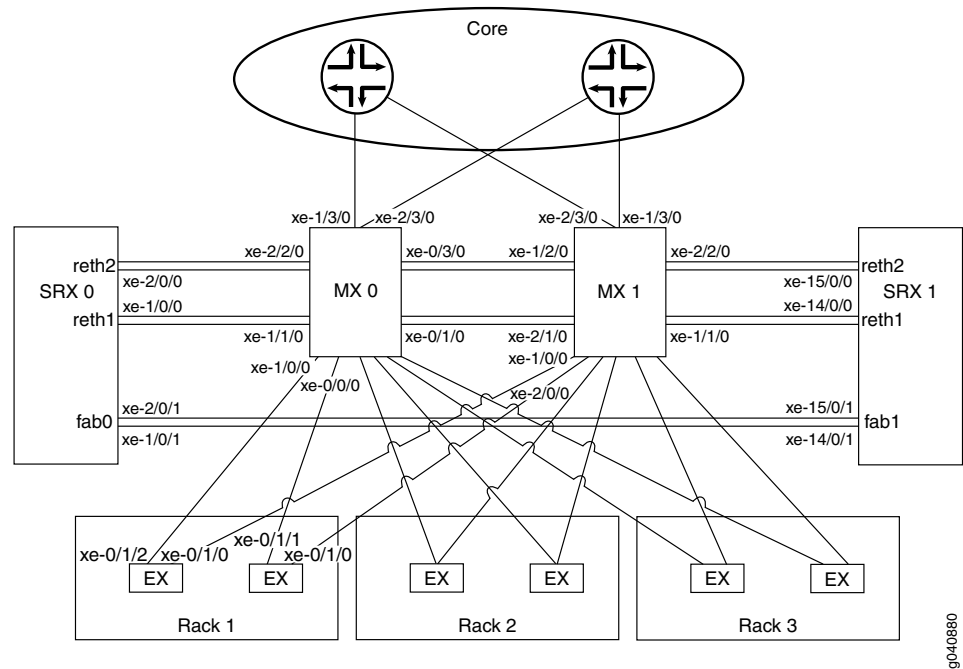 Core
xe-1/3/0 xe-2/3/0 xe-2/3/0 xe-1/3/0
xe-2/2/0 xe-0/3/0 xe-1/2/0 xe-2/2/0
reth2 reth2
xe-2/0/0 xe-15/0/0
SRX 0 MX 0 MX 1 SRX 1
xe-1/0/0 xe-14/0/0
reth1 reth1
xe-1/1/0 xe-0/1/0 xe-2/1/0 xe-1/1/0
xe-1/0/0 xe-1/0/0
xe-0/0/0 xe-2/0/0
xe-2/0/1 xe-15/0/1
fab0 fab1
xe-1/0/1 xe-14/0/1
xe-0/1/2 xe-0/1/0 xe-0/1/1 xe-0/1/0
EX EX EX EX EX EX
Rack 1 Rack 2 Rack 3
g040880